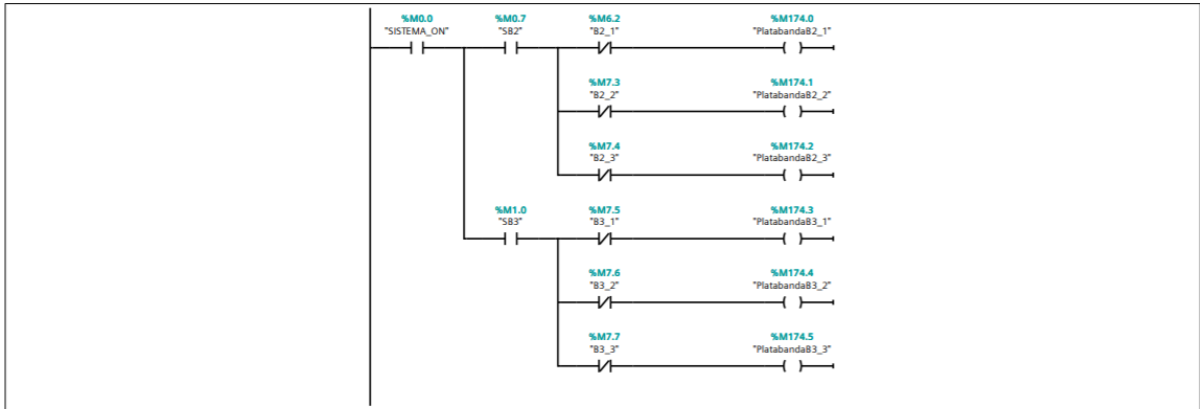 %M0.0 %M0.7 %M6.2 %M174.0
"SISTEMA_ON" "SB2" "B2_1" "PlatabandaB2_1"
%M7.3 %M174.1
"B2_2" "PlatabandaB2_2"
%M7.4 %M174.2
"B2_3" "PlatabandaB2_3"
%M1.0 %M7.5 %M174.3
"SB3" "B3_1" "PlatabandaB3_1"
%M7.6 %M174.4
"B3_2" "PlatabandaB3_2"
%M7.7 %M174.5
"B3_3" "PlatabandaB3_3"